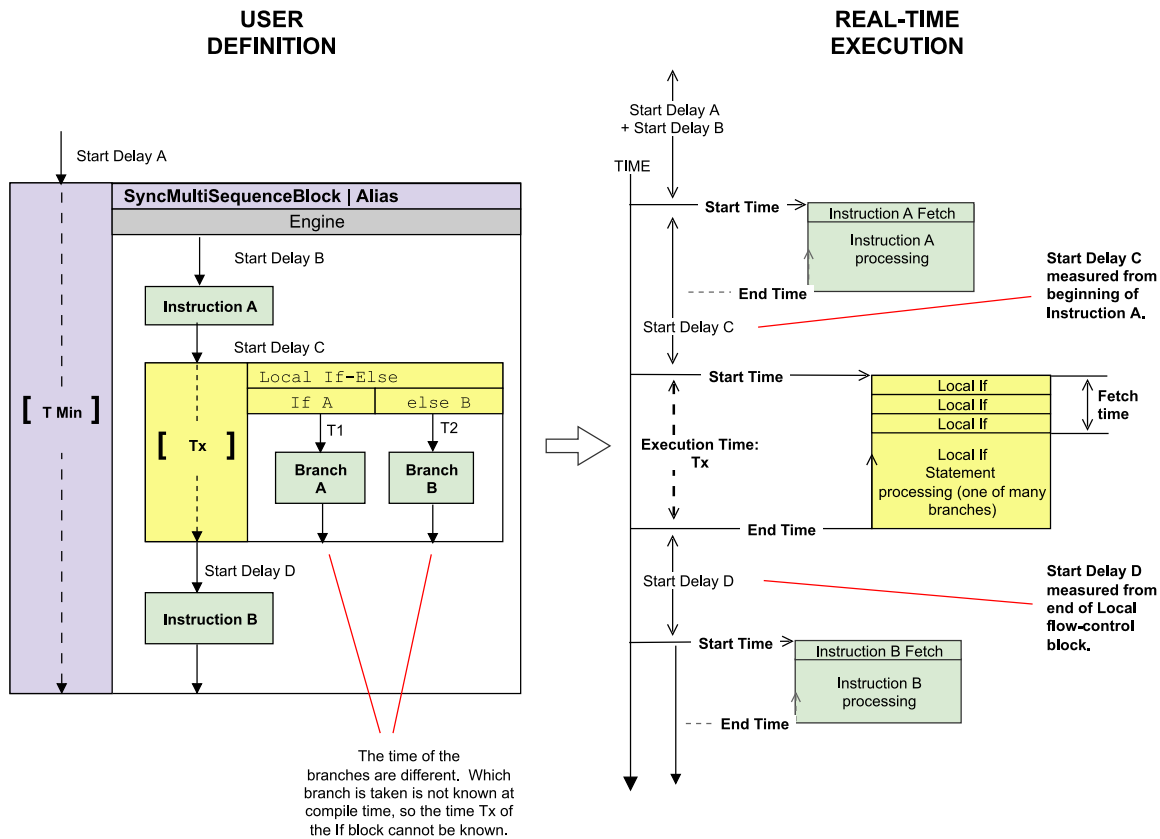 USER
DEFINITION
Start Delay A
SyncMultiSequenceBlock | Alias
Engine
Start Delay B
Instruction A
Start Delay C
Local If-Else
If A
else B
T1
T2
[ T Min ]
[ Tx ]
Branch
A
Branch
B
Start Delay D
Instruction B
The time of the
branches are different. Which
branch is taken is not known at
compile time, so the time Tx of
the If block cannot be known.
REAL-TIME
EXECUTION
Start Delay A
+ Start Delay B
TIME
Start Time
Instruction A Fetch
Instruction A
processing
End Time
Start Delay C
Start Delay C
measured from
beginning of
Instruction A.
Start Time
Local If
Local If
Local If
Fetch
time
Execution Time:
Tx
Local If
Statement
processing (one of many
branches)
End Time
Start Delay D
Start Delay D
measured from
end of Local
flow-control
block.
Start Time
Instruction B Fetch
Instruction B
processing
End Time